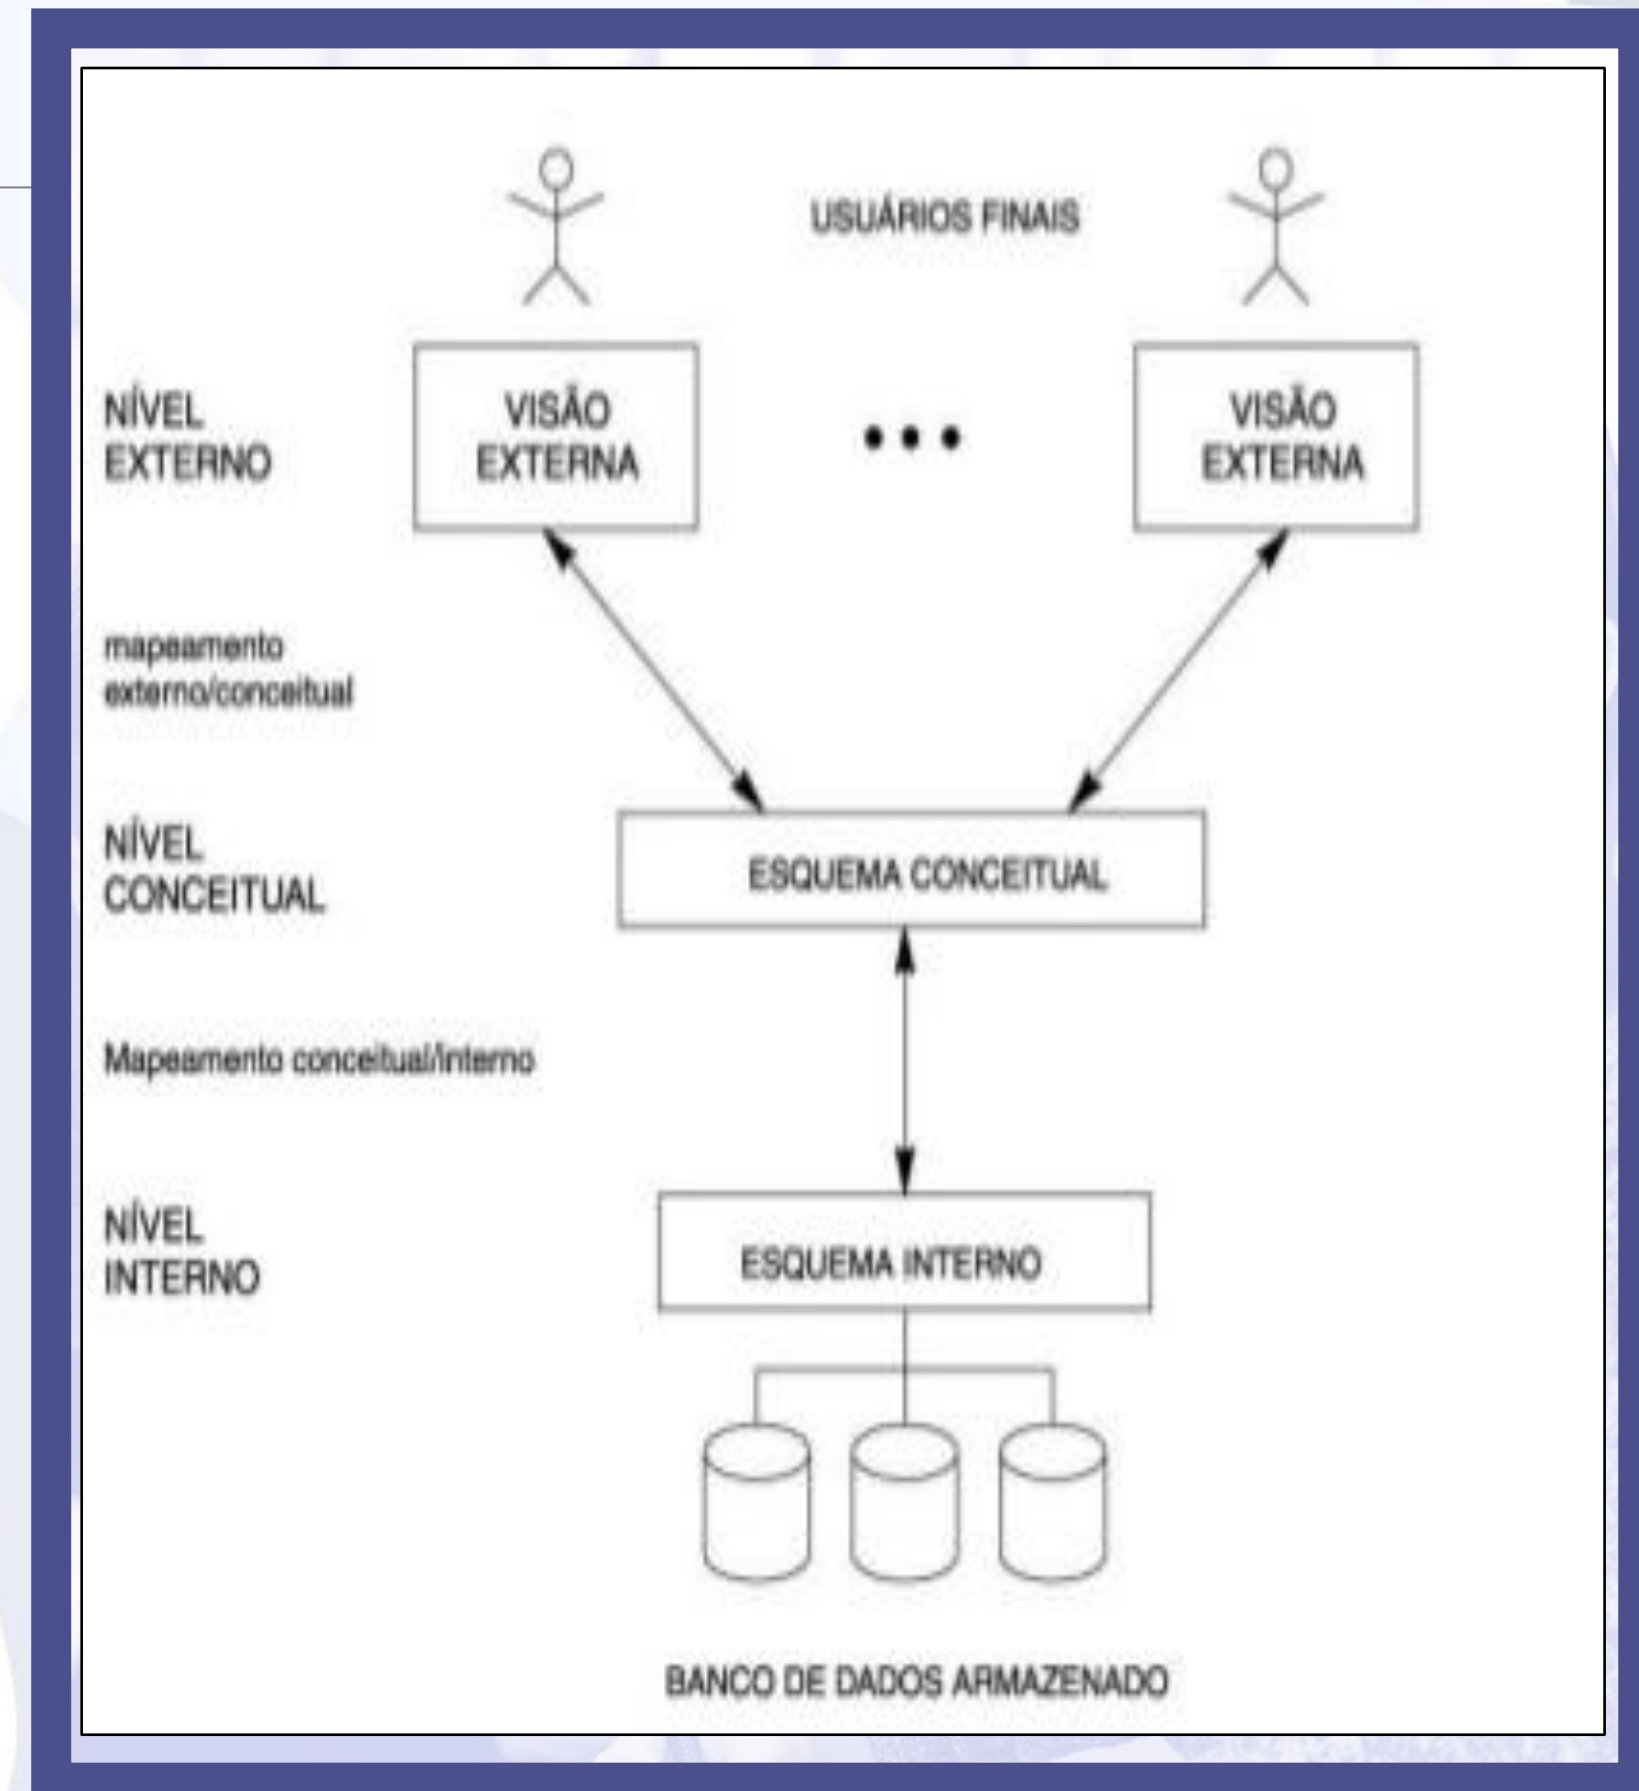 USUÁRIOS FINAIS
NÍVEL
EXTERNO
VISÃO
EXTERNA
VISÃO
EXTERNA
mapeamento
externo/conceitual
NÍVEL
CONCEITUAL
ESQUEMA CONCEITUAL
Mapeamento conceitual/interno
NÍVEL
INTERNO
ESQUEMA INTERNO
BANCO DE DADOS ARMAZENADO